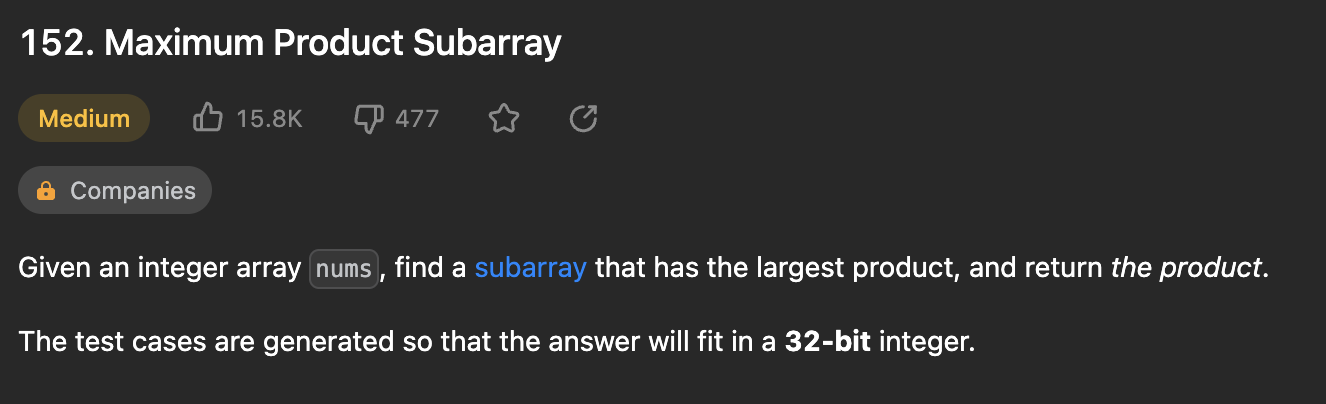 152. Maximum Product Subarray
Medium 15.8K 477
Companies
Given an integer array nums, find a subarray that has the largest product, and return the product.
The test cases are generated so that the answer will fit in a 32-bit integer.